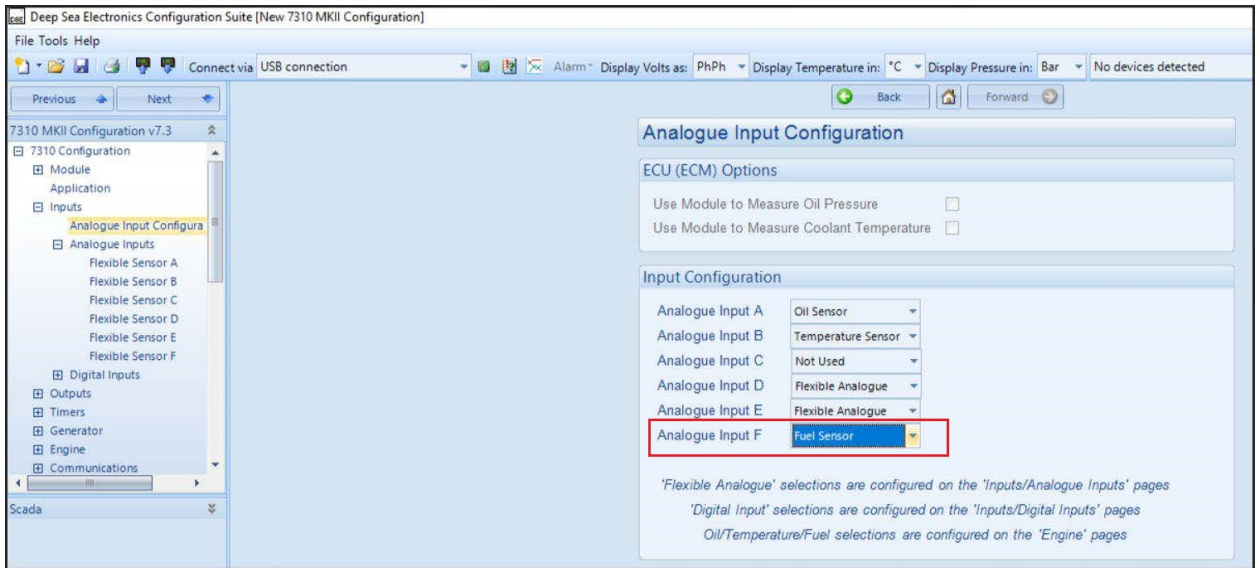 DSE Deep Sea Electronics Configuration Suite [New 7310 MKII Configuration]
File Tools Help
Connect via USB connection Alarm Display Volts as: PhPh Display Temperature in: °C Display Pressure in: Bar No devices detected
Previous Next
Back Forward
7310 MKII Configuration v7.3
7310 Configuration
Module
Application
Inputs
Analogue Input Configura
Analogue Inputs
Flexible Sensor A
Flexible Sensor B
Flexible Sensor C
Flexible Sensor D
Flexible Sensor E
Flexible Sensor F
Digital Inputs
Outputs
Timers
Generator
Engine
Communications
Scada
Analogue Input Configuration
ECU (ECM) Options
Use Module to Measure Oil Pressure
Use Module to Measure Coolant Temperature
Input Configuration
Analogue Input A Oil Sensor
Analogue Input B Temperature Sensor
Analogue Input C Not Used
Analogue Input D Flexible Analogue
Analogue Input E Flexible Analogue
Analogue Input F Fuel Sensor
'Flexible Analogue' selections are configured on the 'Inputs/Analogue Inputs' pages
'Digital Input' selections are configured on the 'Inputs/Digital Inputs' pages
Oil/Temperature/Fuel selections are configured on the 'Engine' pages